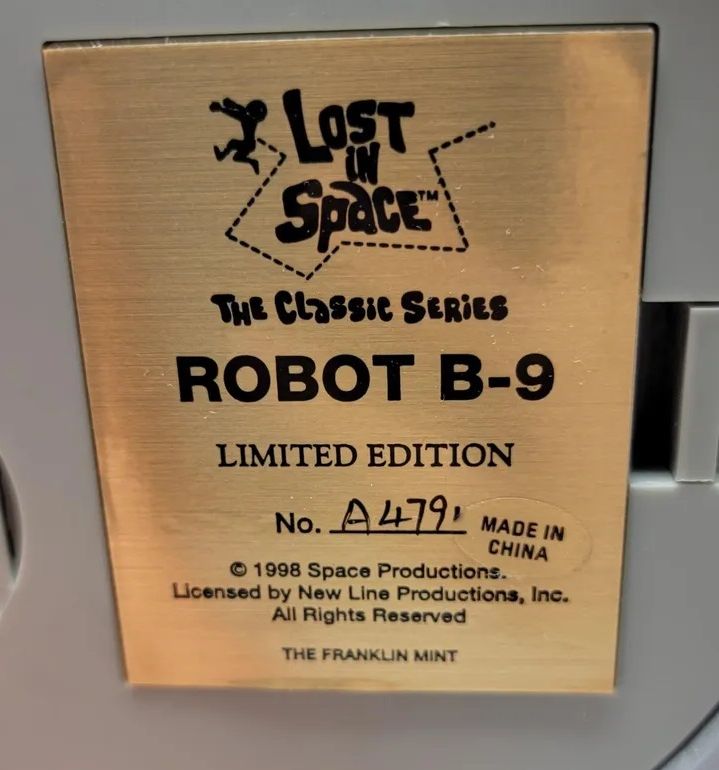 LOST
IN
SPACE™
THE CLASSIC SERIES
ROBOT B-9
LIMITED EDITION
No. A479
MADE IN
CHINA
© 1998 Space Productions.
Licensed by New Line Productions, Inc.
All Rights Reserved
THE FRANKLIN MINT